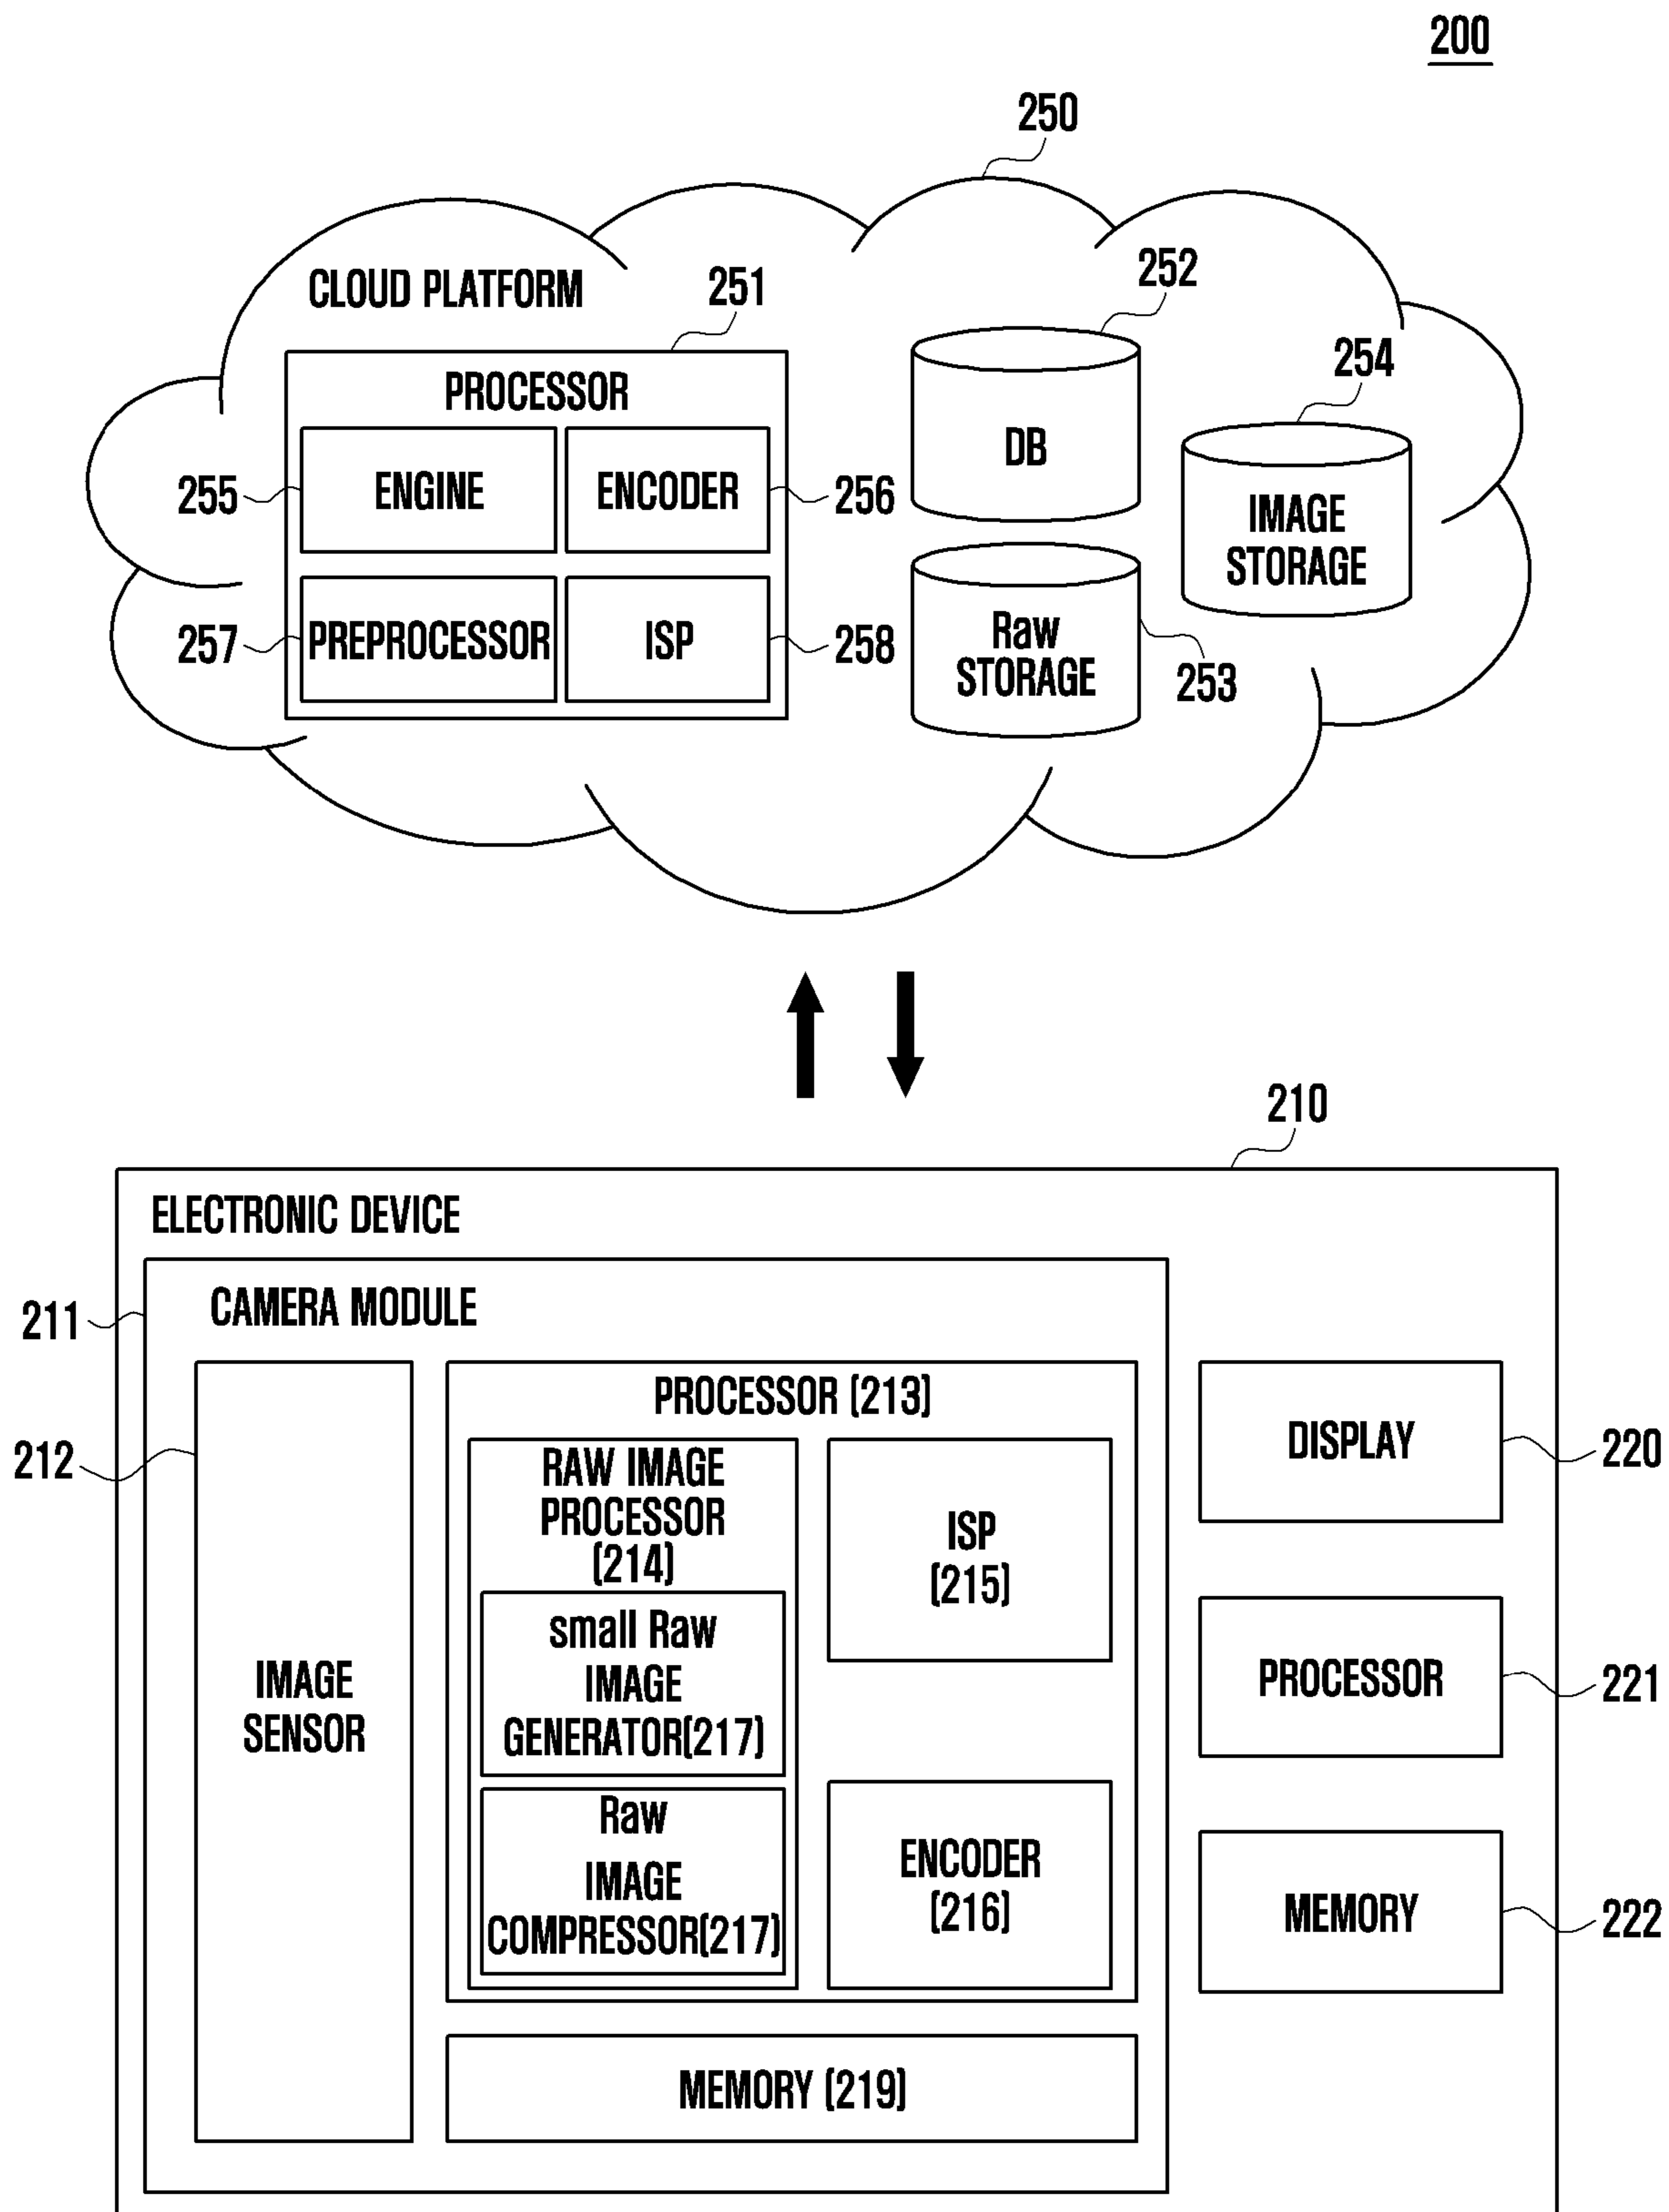 200
250
CLOUD PLATFORM
251
252
254
PROCESSOR
DB
255
ENGINE
ENCODER
256
IMAGE
STORAGE
257
PREPROCESSOR
ISP
258
Raw
STORAGE
253
210
ELECTRONIC DEVICE
211
CAMERA MODULE
212
IMAGE
SENSOR
PROCESSOR (213)
RAW IMAGE
PROCESSOR
(214)
small Raw
IMAGE
GENERATOR(217)
Raw
IMAGE
COMPRESSOR(217)
ISP
(215)
ENCODER
(216)
MEMORY (219)
DISPLAY
220
PROCESSOR
221
MEMORY
222